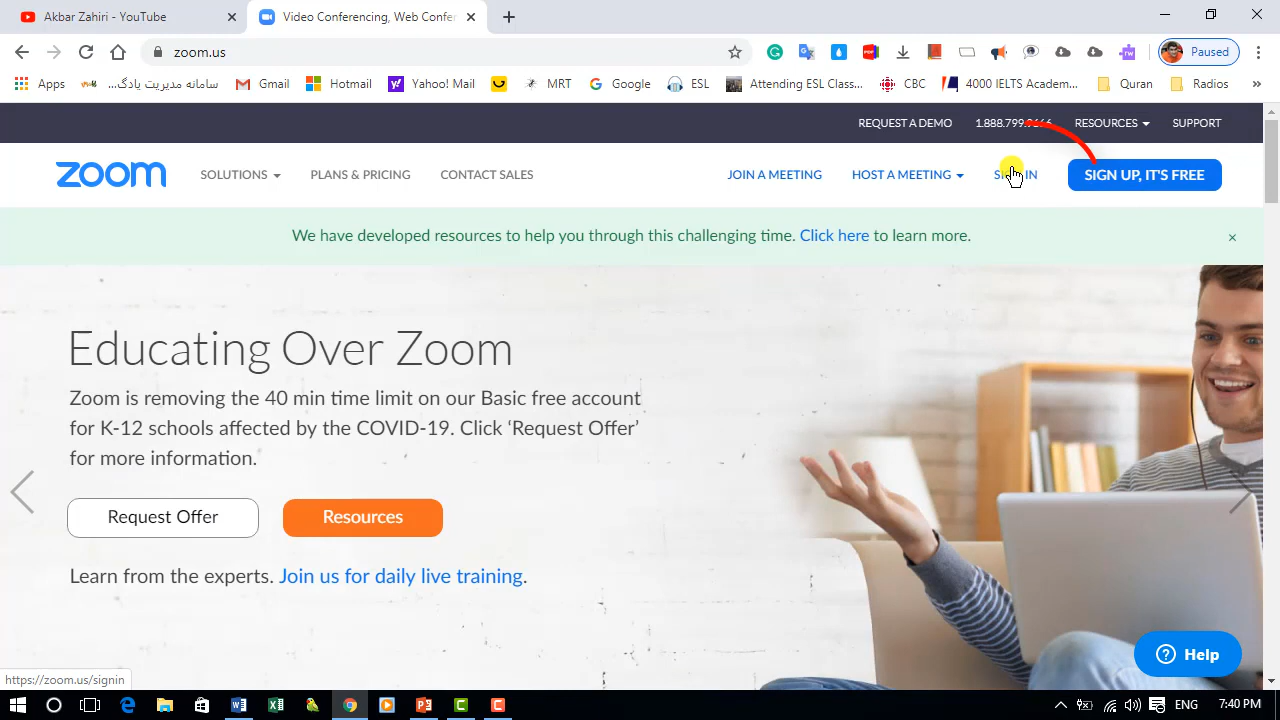 Akbar Zahiri - YouTube
Video Conferencing, Web Confer
zoom.us
Paused
Apps
سامانه مدیریت یادگ...
Gmail
Hotmail
Yahoo! Mail
MRT
Google
ESL
Attending ESL Class...
CBC
4000 IELTS Academ...
Quran
Radios
»
REQUEST A DEMO
1.888.799.
RESOURCES
SUPPORT
zoom
SOLUTIONS
PLANS & PRICING
CONTACT SALES
JOIN A MEETING
HOST A MEETING
SIGN IN
SIGN UP, IT'S FREE
We have developed resources to help you through this challenging time. Click here to learn more.
Educating Over Zoom
Zoom is removing the 40 min time limit on our Basic free account
for K-12 schools affected by the COVID-19. Click ‘Request Offer’
for more information.
Request Offer
Resources
Learn from the experts. Join us for daily live training.
Help
https://zoom.us/signin
ENG
7:40 PM